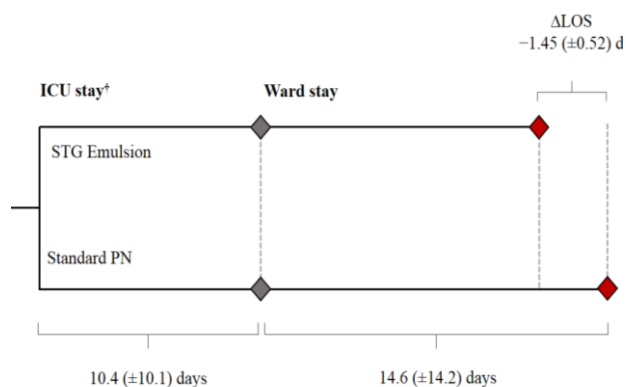 ΔLOS
−1.45 (±0.52) d
ICU stay†
Ward stay
STG Emulsion
Standard PN
10.4 (±10.1) days
14.6 (±14.2) days